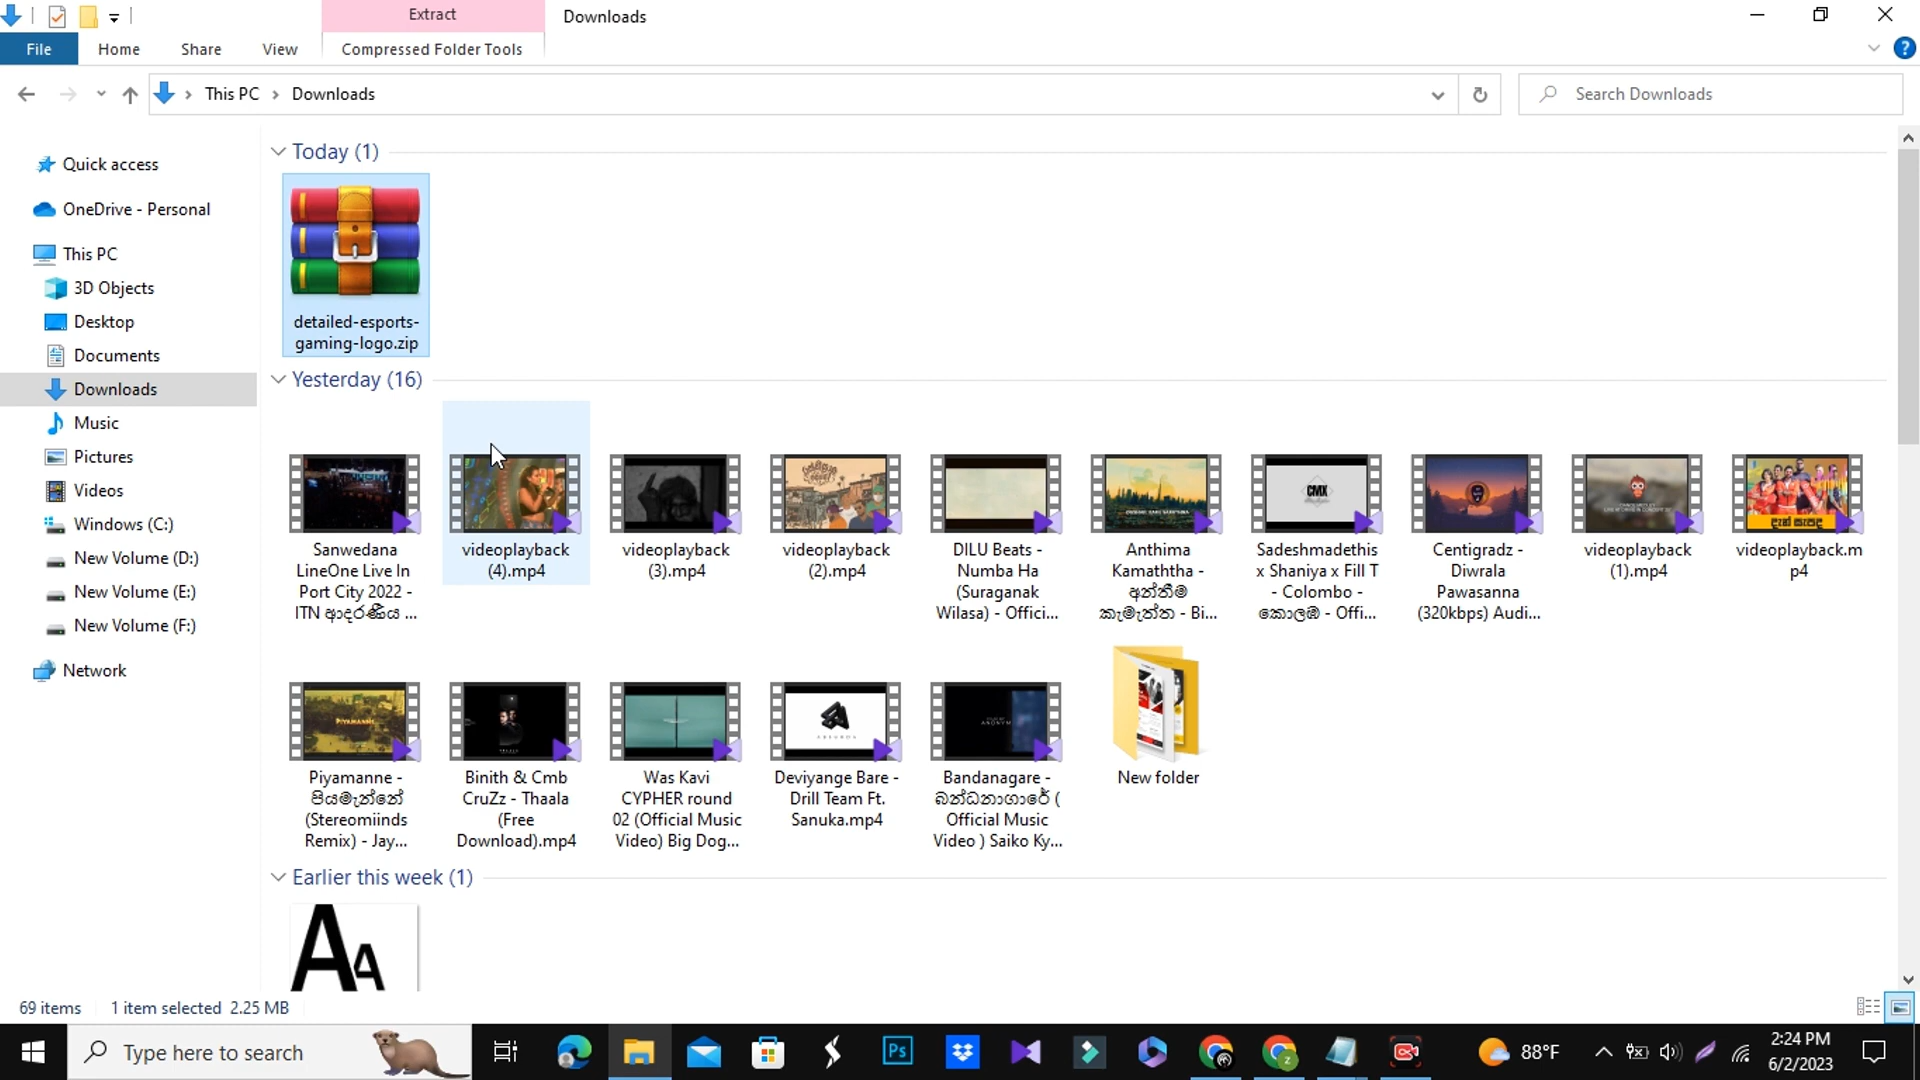 Extract
Downloads
File
Home
Share
View
Compressed Folder Tools
This PC
Downloads
Search Downloads
Quick access
OneDrive - Personal
This PC
3D Objects
Desktop
Documents
Downloads
Music
Pictures
Videos
Windows (C:)
New Volume (D:)
New Volume (E:)
New Volume (F:)
Network
Today (1)
detailed-esports-
gaming-logo.zip
Yesterday (16)
Sanwedana
LineOne Live In
Port City 2022 -
ITN ආදරණීය ...
videoplayback
(4).mp4
videoplayback
(3).mp4
videoplayback
(2).mp4
DILU Beats -
Numba Ha
(Suraganak
Wilasa) - Offici...
Anthima
Kamaththa -
අන්තීම
කැමැත්ත - Bi...
CMX
Sadeshmadethis
x Shaniya x Fill T
- Colombo -
කොලඹ - Offi...
Centigradz -
Diwrala
Pawasanna
(320kbps) Audi...
videoplayback
(1).mp4
දැන් සැපද
videoplayback.m
p4
PIYAMANNE
Piyamanne -
පියමැන්නේ
(Stereomiinds
Remix) - Jay...
Binith & Cmb
CruZz - Thaala
(Free
Download).mp4
Was Kavi
CYPHER round
02 (Official Music
Video) Big Dog...
Deviyange Bare -
Drill Team Ft.
Sanuka.mp4
Bandanagare -
බන්ධනාගාරේ (
Official Music
Video ) Saiko Ky...
New folder
Earlier this week (1)
69 items
1 item selected 2.25 MB
Type here to search
Ps
88°F
2:24 PM
6/2/2023